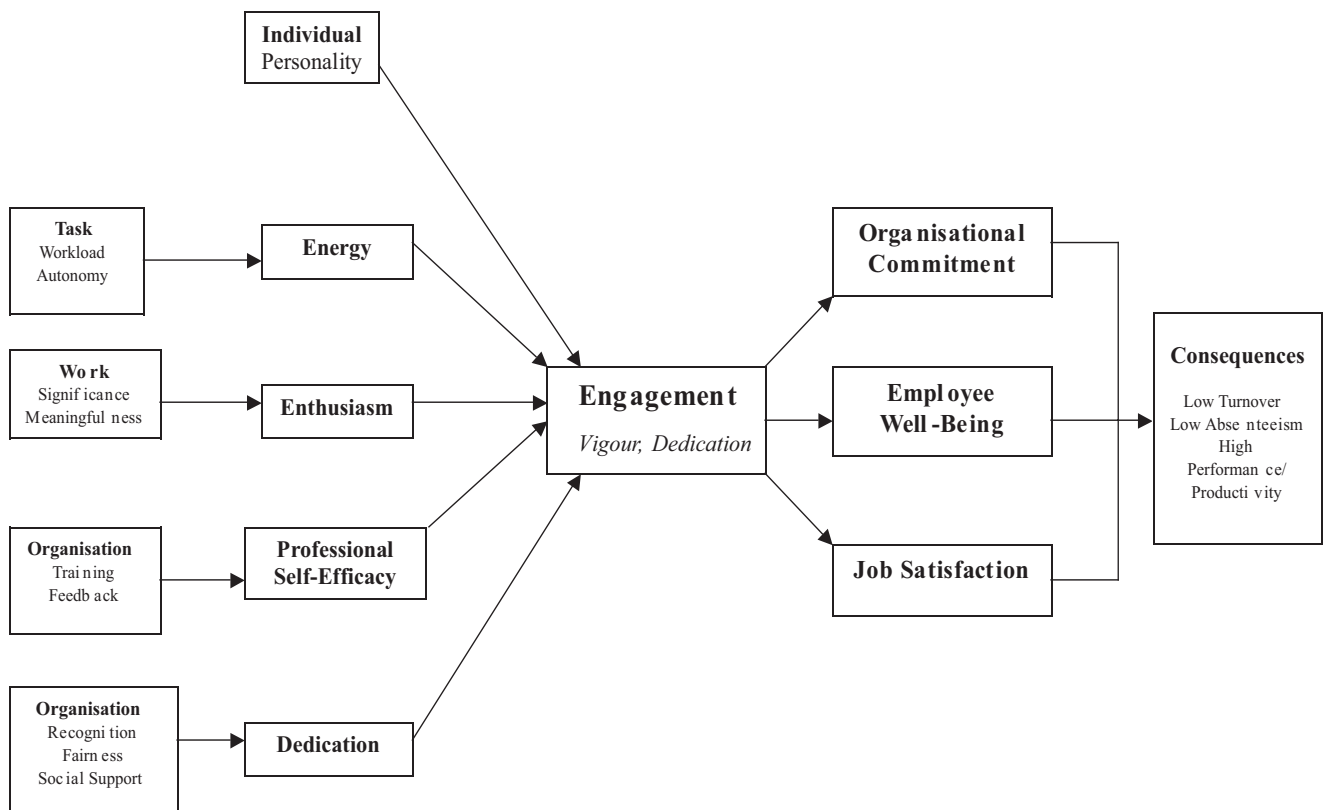 Individual
Personality
Task
Workload
Autonomy
Energy
Work
Significance
Meaningfulness
Enthusiasm
Organisation
Training
Feedback
Professional
Self-Efficacy
Organisation
Recognition
Fairness
Social Support
Dedication
Engagement
Vigour, Dedication
Organisational
Commitment
Employee
Well-Being
Job Satisfaction
Consequences
Low Turnover
Low Absenteeism
High
Performance/
Productivity